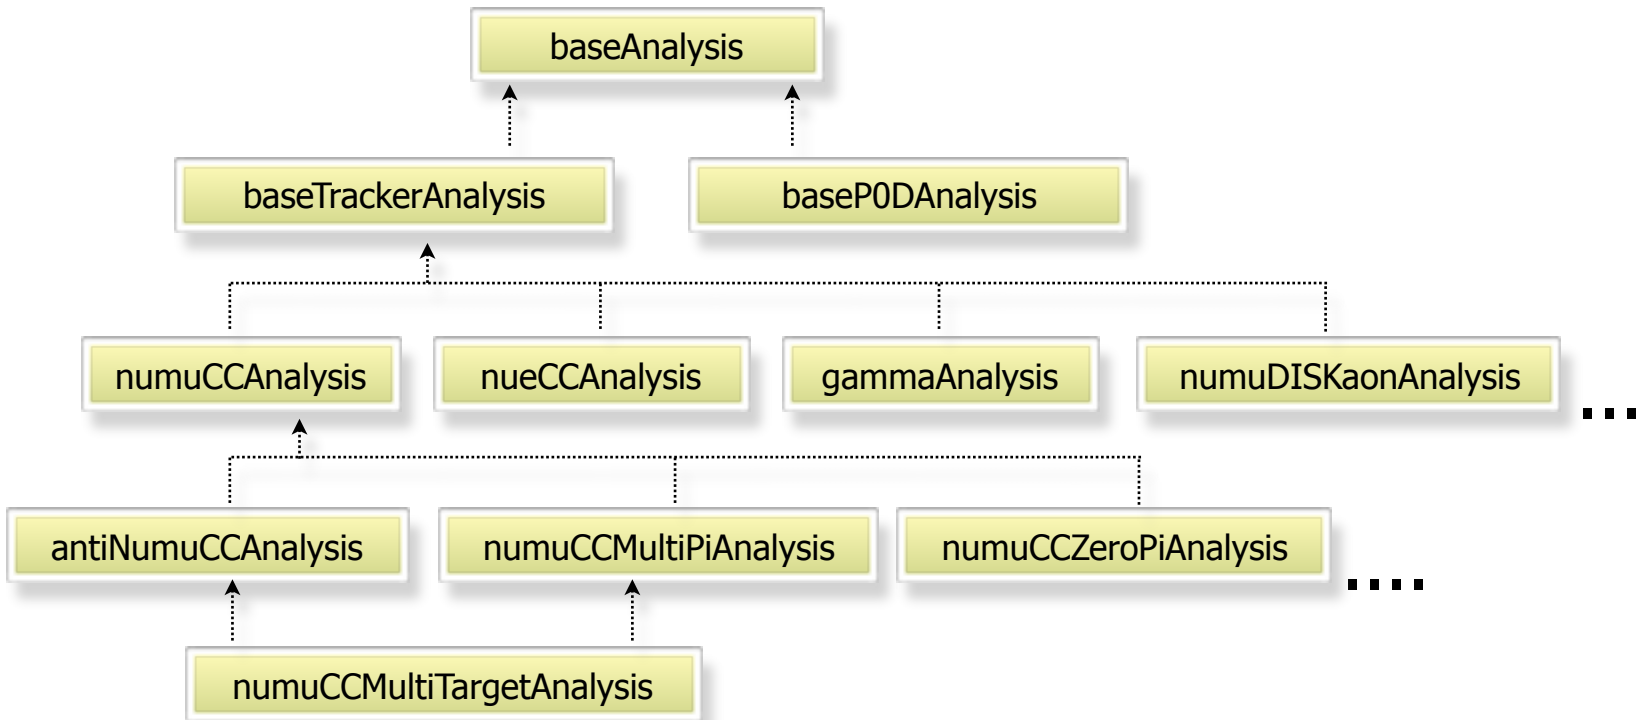 baseAnalysis
baseTrackerAnalysis
baseP0DAnalysis
numuCCAnalysis
nueCCAnalysis
gammaAnalysis
numuDISKaonAnalysis
...
antiNumuCCAnalysis
numuCCMultiPiAnalysis
numuCCZeroPiAnalysis
....
numuCCMultiTargetAnalysis